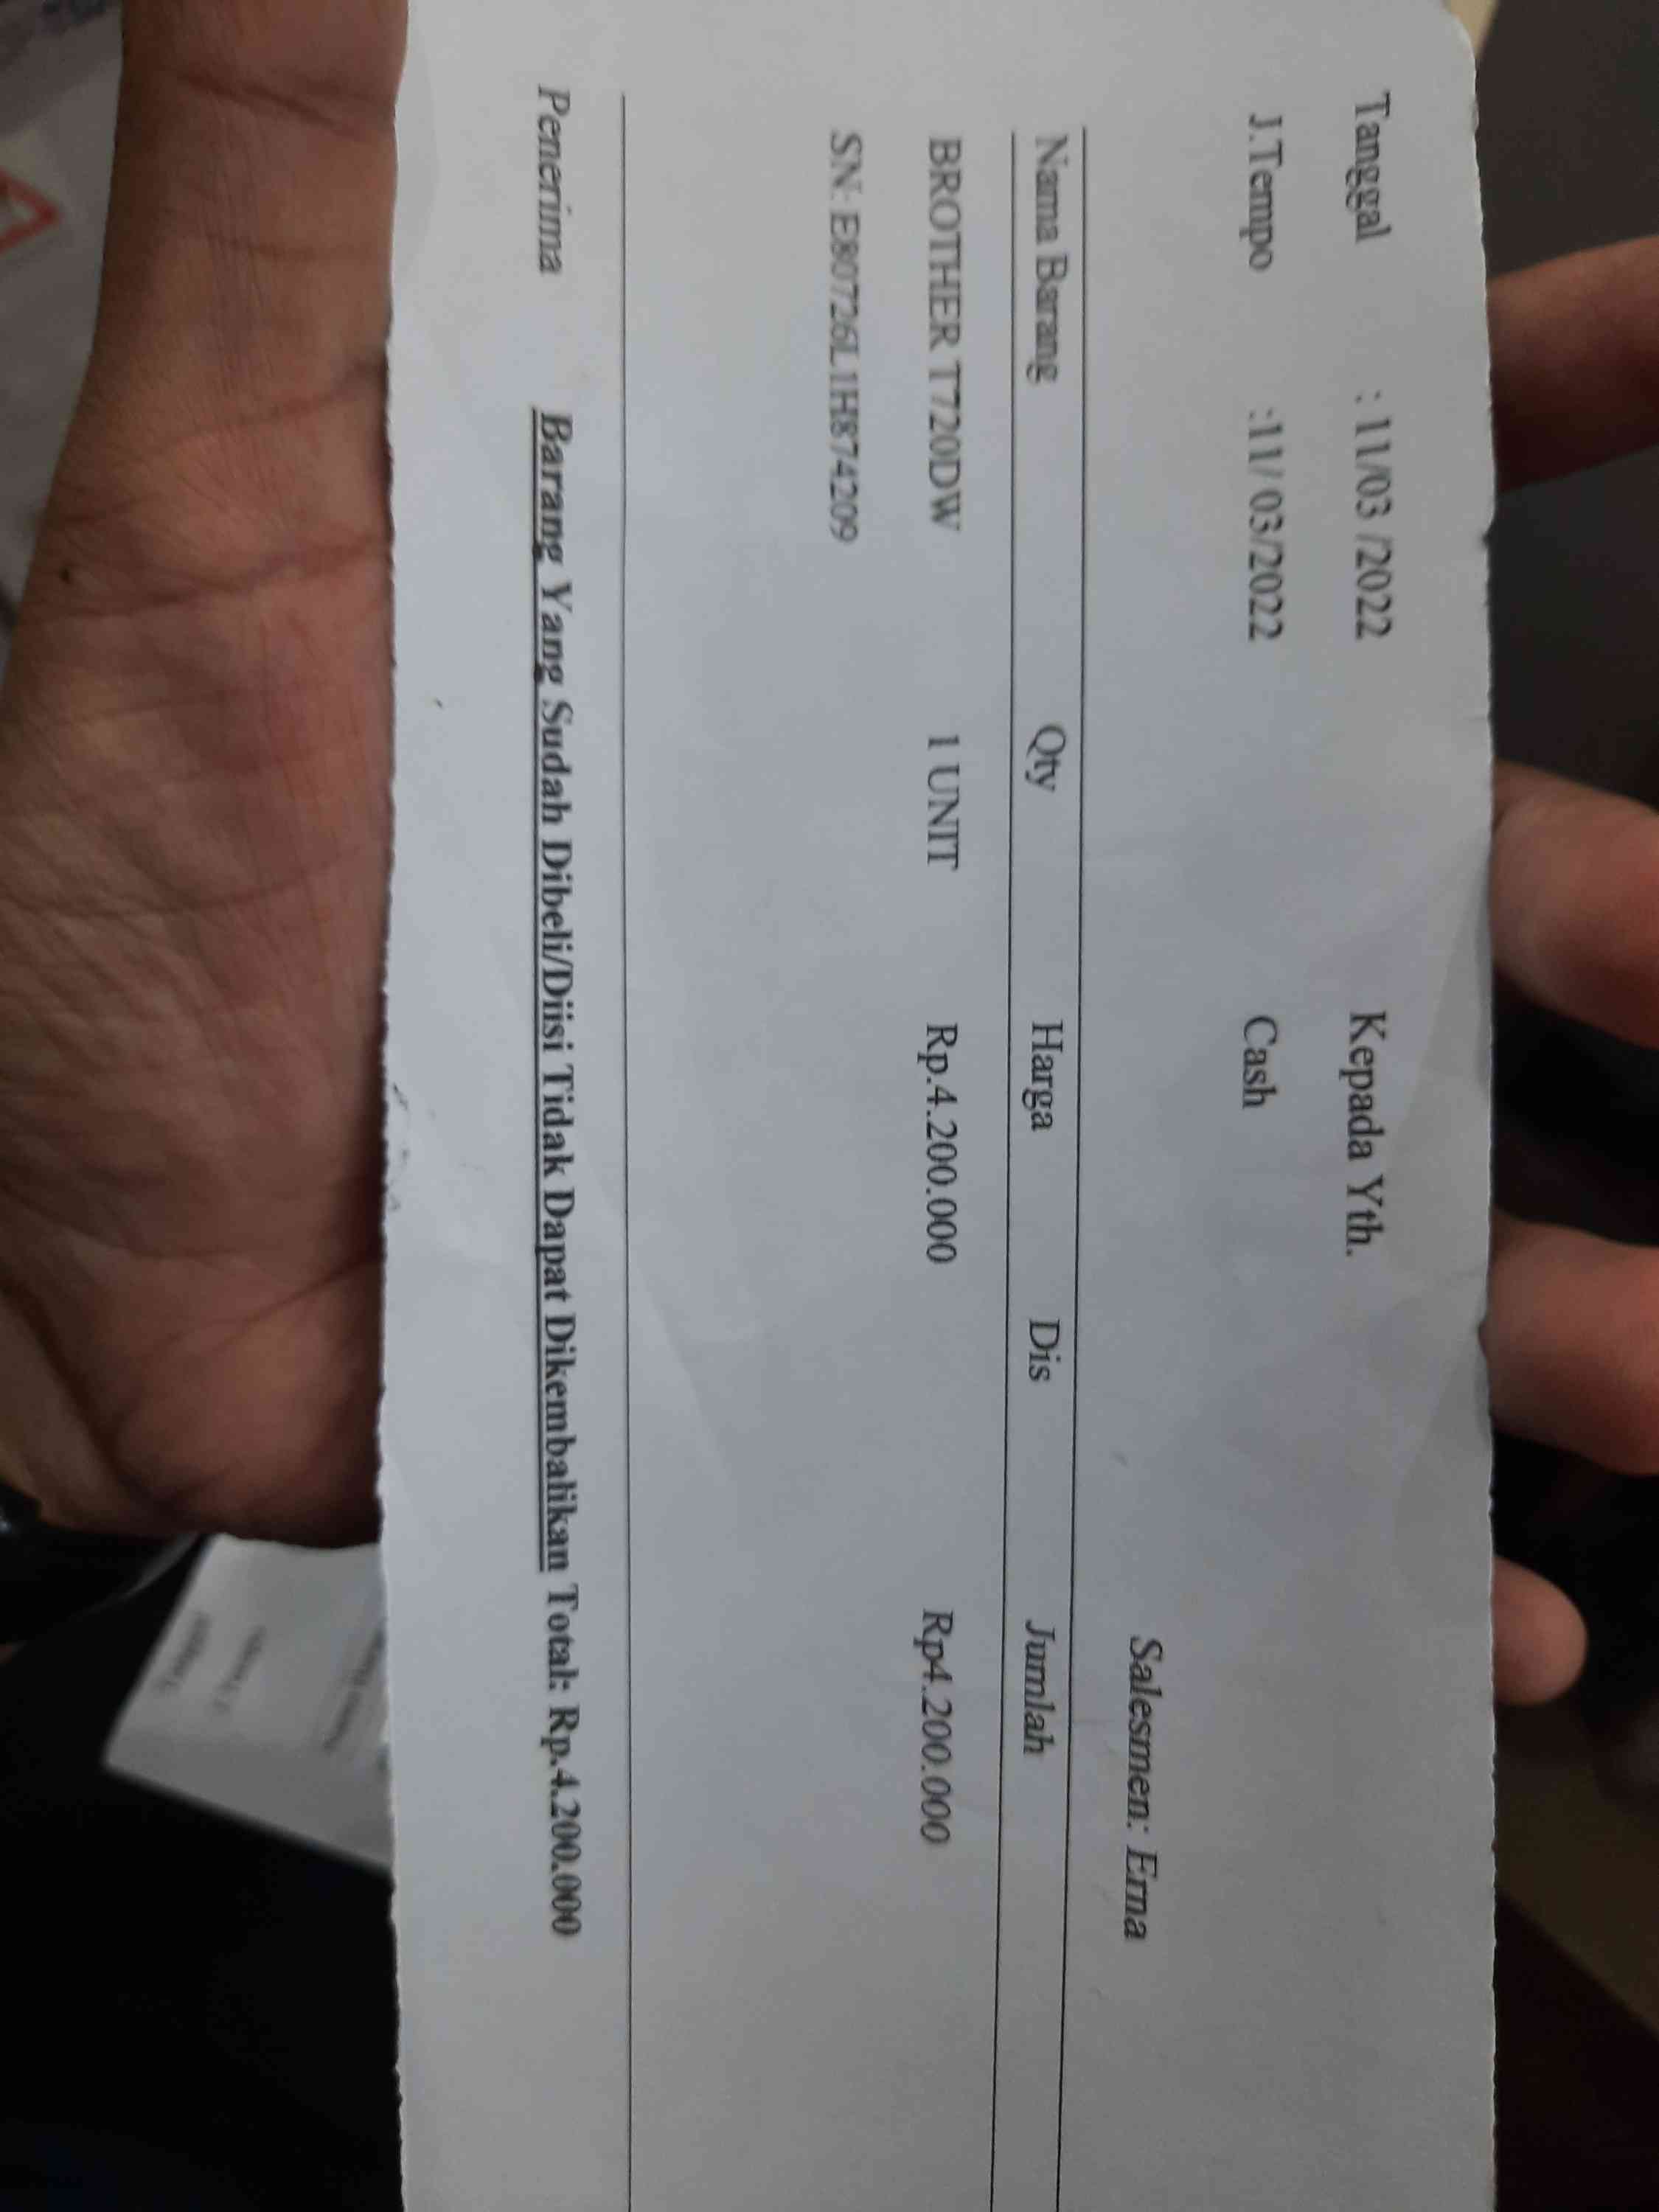 Tanggal : 11/03 /2022 Kepada Yth.
J.Tempo :11/ 03/2022 Cash
Salesmen: Erna
Nama Barang Qty Harga Dis Jumlah
BROTHER T720DW 1 UNIT Rp.4.200.000 Rp4.200.000
SN: E80726L1H874209
Penerima Barang Yang Sudah Dibeli/Diisi Tidak Dapat Dikembalikan Total: Rp.4.200.000